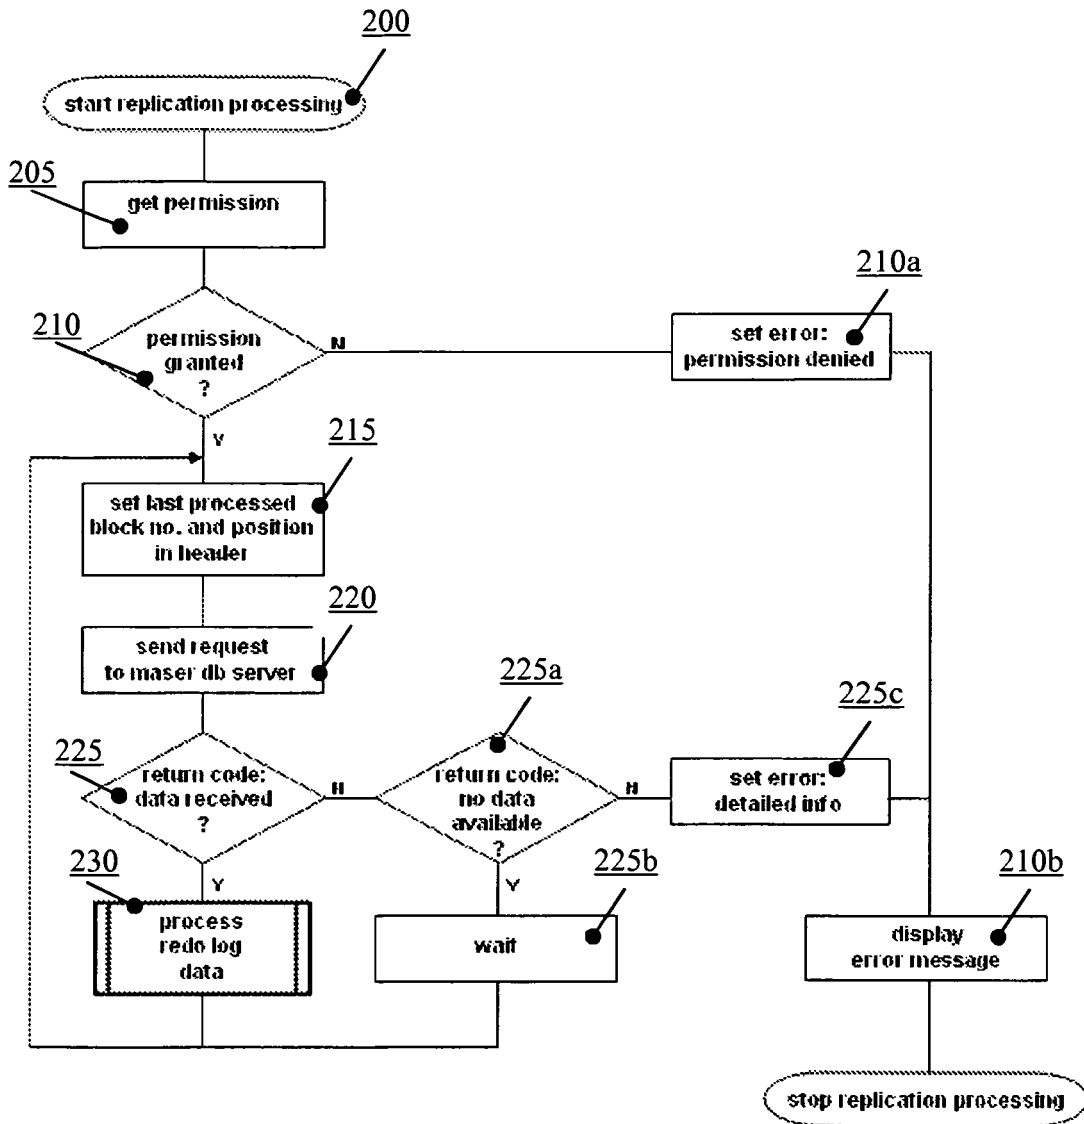 200
start replication processing
205
get permission
210a
210
permission
granted
?
N
set error:
permission denied
Y
215
set last processed
block no. and position
in header
220
send request
to maser db server
225a
225c
225
return code:
data received
?
N
return code:
no data
available
?
N
set error:
detailed info
230
Y
225b
Y
210b
process
redo log
data
wait
display
error message
stop replication processing